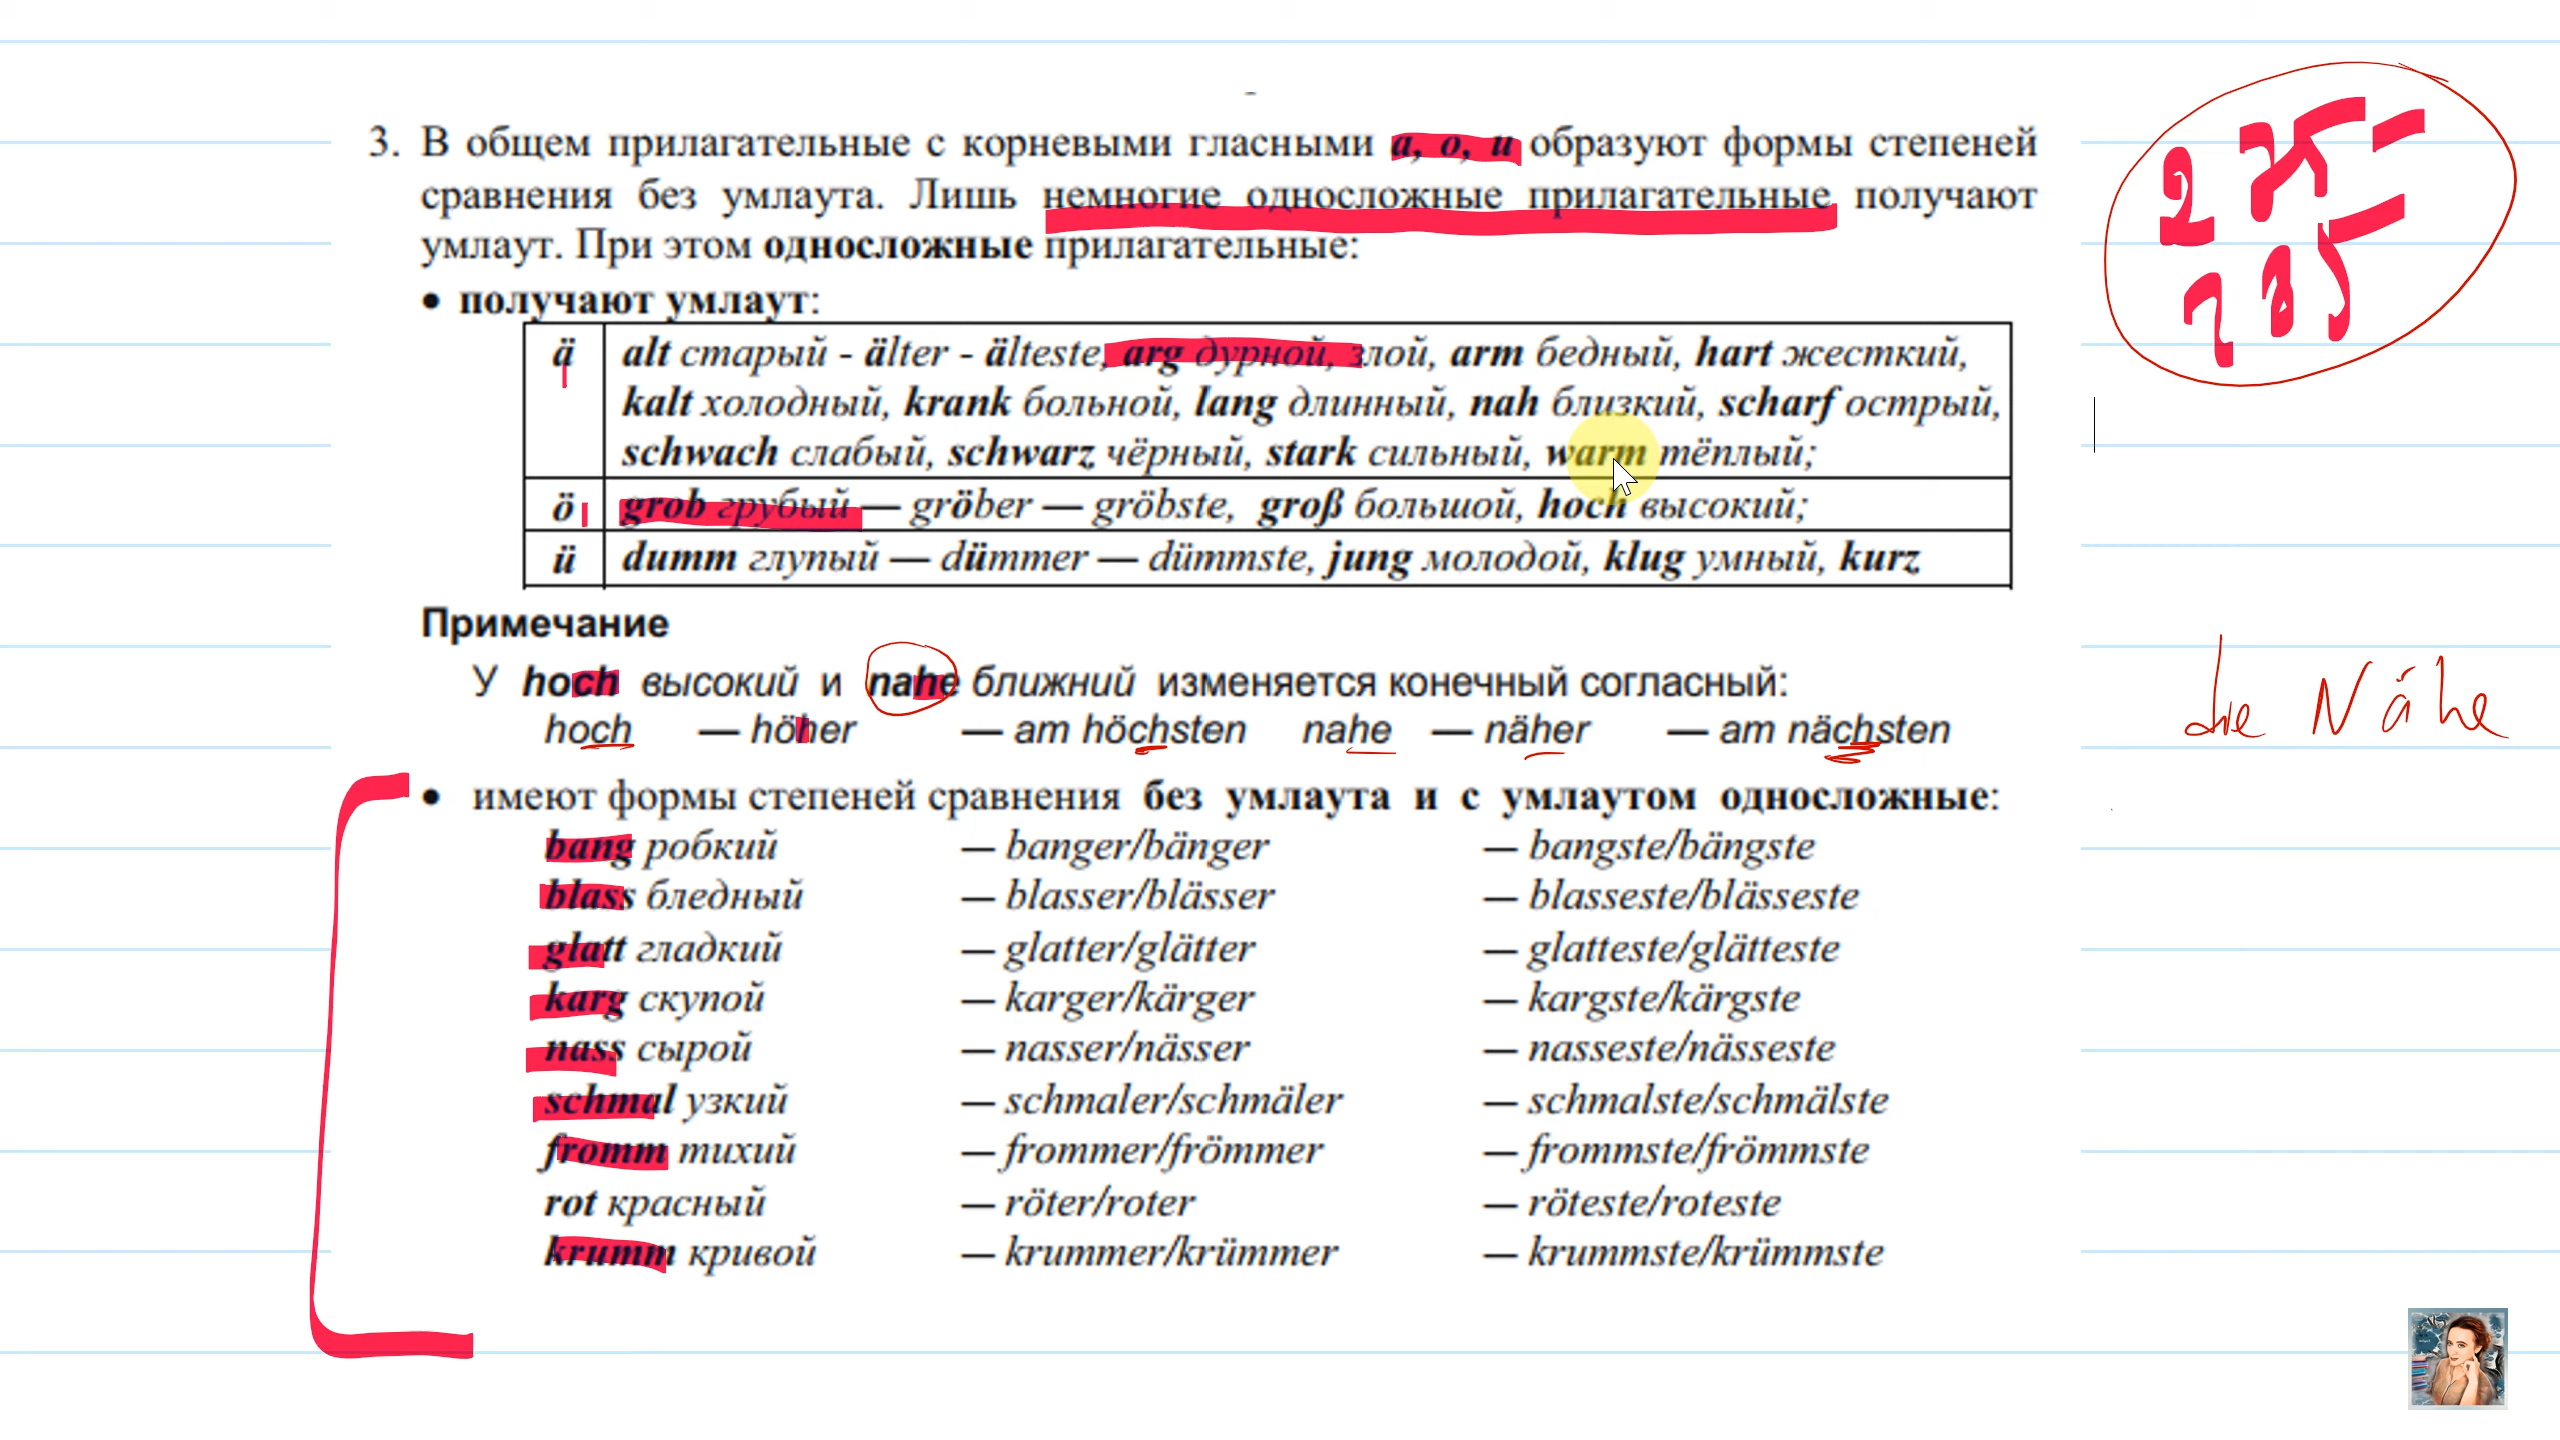 3. В общем прилагательные с корневыми гласными a, o, u образуют формы степеней
сравнения без умлаута. Лишь немногие односложные прилагательные получают
умлаут. При этом односложные прилагательные:
• получают умлаут:
ä alt старый - älter - älteste, arg дурной, злой, arm бедный, hart жесткий,
kalt холодный, krank больной, lang длинный, nah близкий, scharf острый,
schwach слабый, schwarz чёрный, stark сильный, warm тёплый;
ö grob грубый — gröber — gröbste, groß большой, hoch высокий;
ü dumm глупый — dümmer — dümmste, jung молодой, klug умный, kurz
Примечание
У hoch высокий и nahe ближний изменяется конечный согласный:
hoch — höher — am höchsten nahe — näher — am nächsten
die Nähe
• имеют формы степеней сравнения без умлаута и с умлаутом односложные:
bang робкий — banger/bänger — bangste/bängste
blass бледный — blasser/blässer — blasseste/blässeste
glatt гладкий — glatter/glätter — glatteste/glätteste
karg скупой — karger/kärger — kargste/kärgste
nass сырой — nasser/nässer — nasseste/nässeste
schmal узкий — schmaler/schmäler — schmalste/schmälste
fromm тихий — frommer/frömmer — frommste/frömmste
rot красный — röter/roter — röteste/roteste
krumm кривой — krummer/krümmer — krummste/krümmste